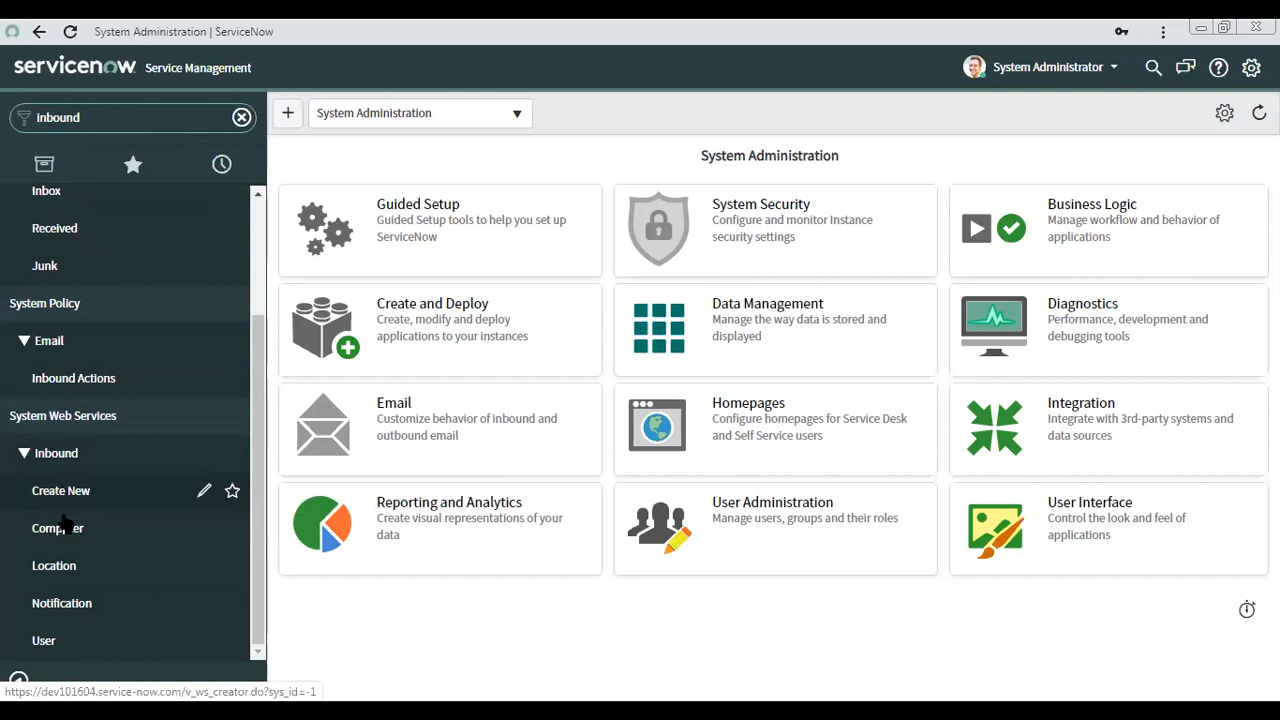 System Administration | ServiceNow
servicenow Service Management
System Administrator
inbound
System Administration
Inbox
Received
Junk
System Policy
Email
Inbound Actions
System Web Services
Inbound
Create New
Computer
Location
Notification
User
https://dev101604.service-now.com/v_ws_creator.do?sys_id=-1
System Administration
Guided Setup
Guided Setup tools to help you set up
ServiceNow
System Security
Configure and monitor Instance
security settings
Business Logic
Manage workflow and behavior of
applications
Create and Deploy
Create, modify and deploy
applications to your instances
Data Management
Manage the way data is stored and
displayed
Diagnostics
Performance, development and
debugging tools
Email
Customize behavior of inbound and
outbound email
Homepages
Configure homepages for Service Desk
and Self Service users
Integration
Integrate with 3rd-party systems and
data sources
Reporting and Analytics
Create visual representations of your
data
User Administration
Manage users, groups and their roles
User Interface
Control the look and feel of
applications